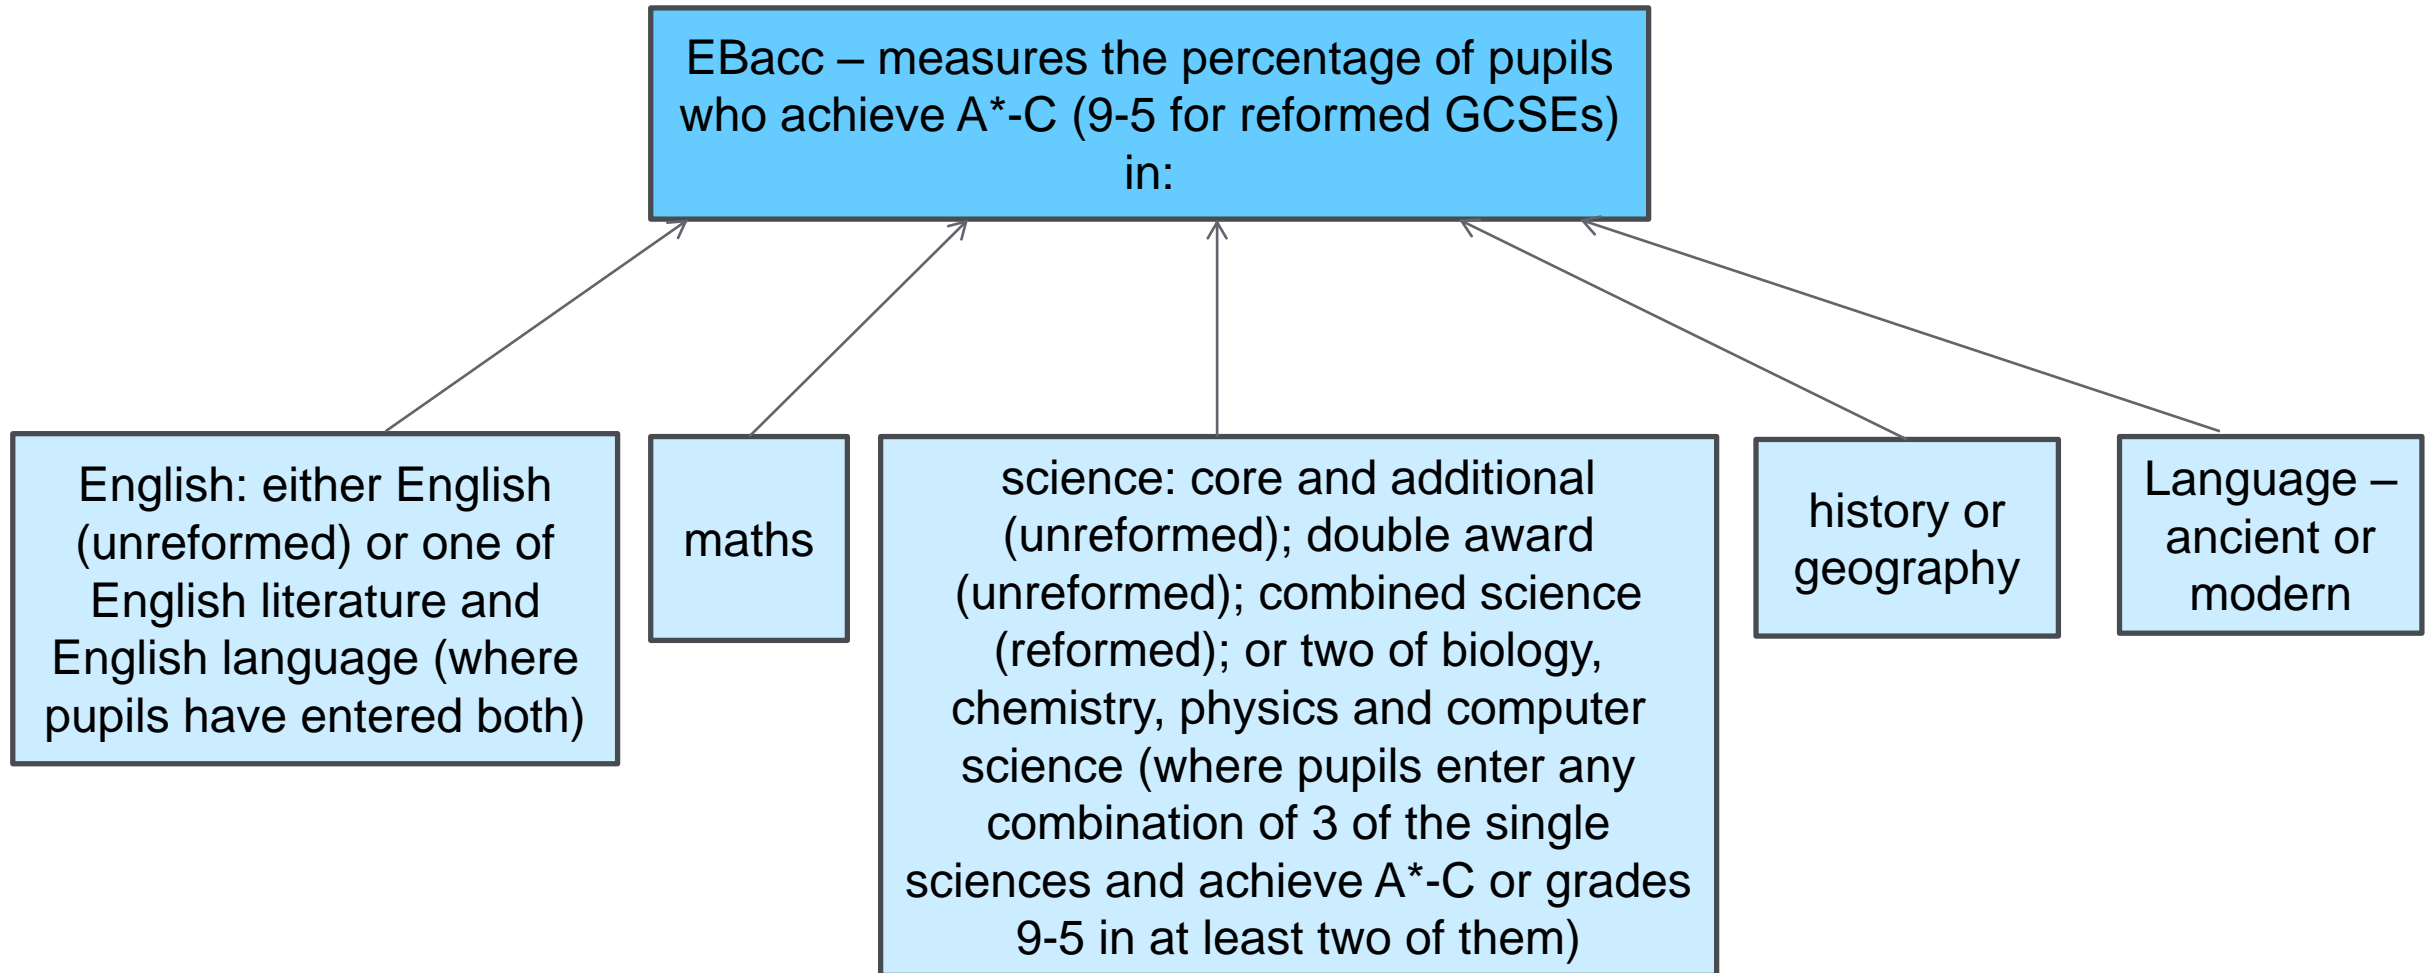 EBacc – measures the percentage of pupils
who achieve A*-C (9-5 for reformed GCSEs)
in:
English: either English
(unreformed) or one of
English literature and
English language (where
pupils have entered both)
maths
science: core and additional
(unreformed); double award
(unreformed); combined science
(reformed); or two of biology,
chemistry, physics and computer
science (where pupils enter any
combination of 3 of the single
sciences and achieve A*-C or grades
9-5 in at least two of them)
history or
geography
Language –
ancient or
modern